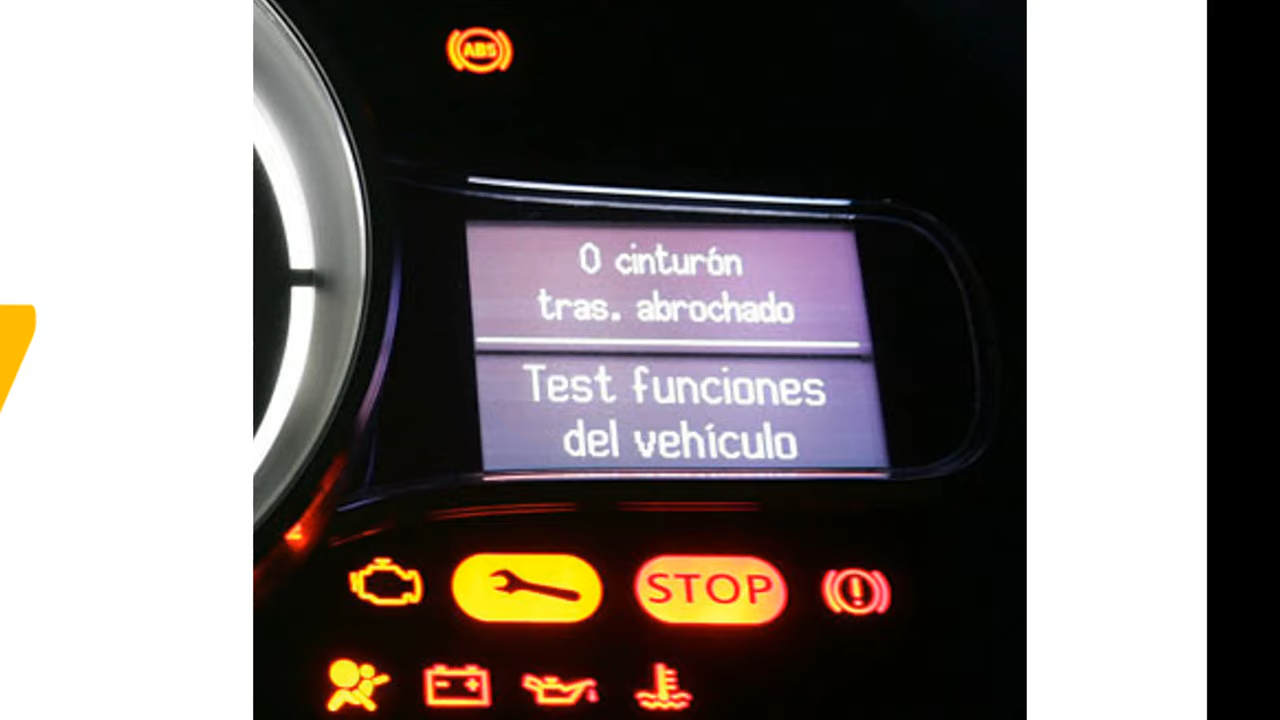 ABS
0 cinturón
tras. abrochado
Test funciones
del vehículo
STOP